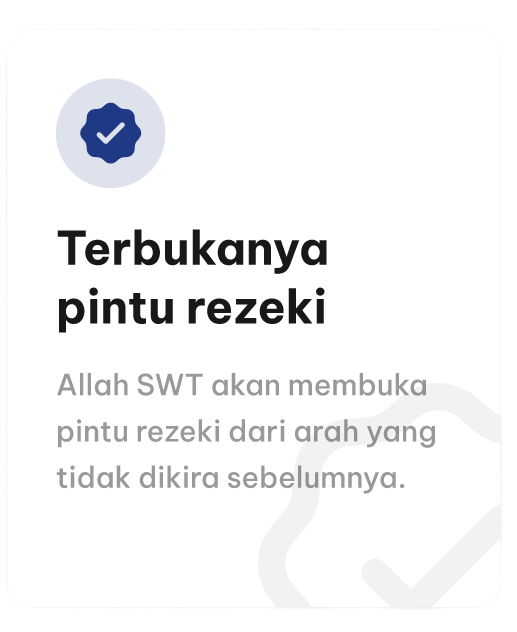 Terbukanya
pintu rezeki
Allah SWT akan membuka
pintu rezeki dari arah yang
tidak dikira sebelumnya.